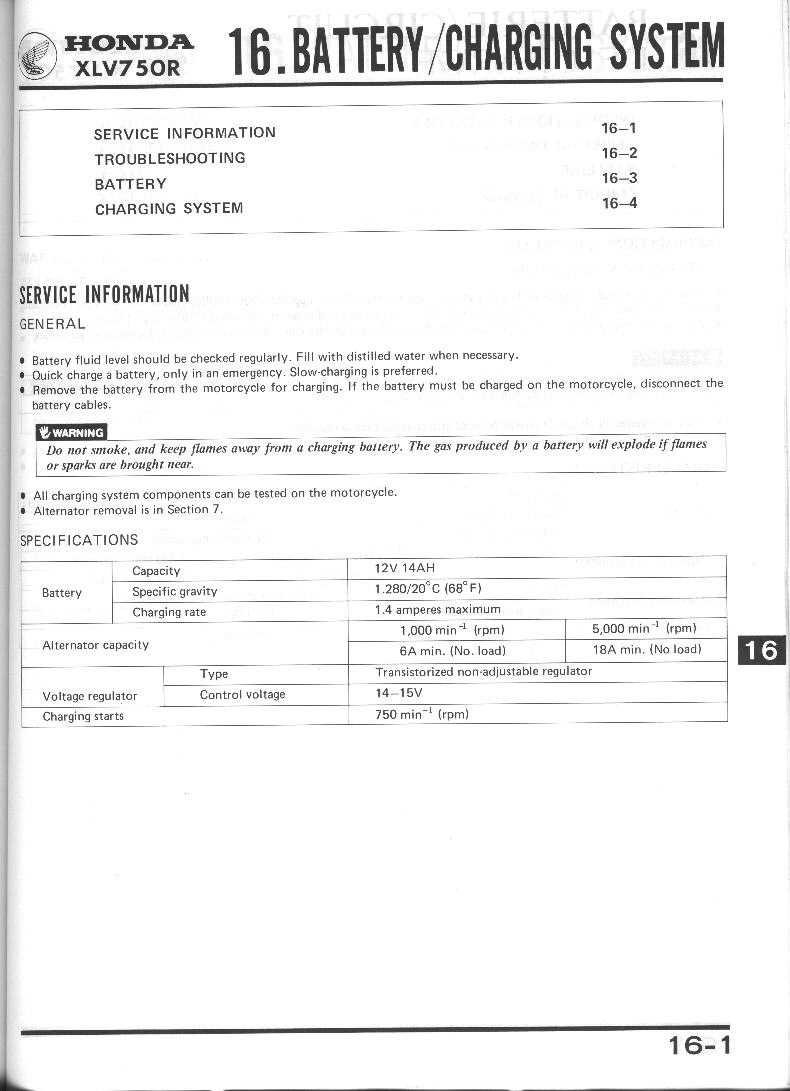 HONDA
XLV750R
16. BATTERY/CHARGING SYSTEM
SERVICE INFORMATION 16–1
TROUBLESHOOTING 16–2
BATTERY 16–3
CHARGING SYSTEM 16–4
SERVICE INFORMATION
GENERAL
• Battery fluid level should be checked regularly. Fill with distilled water when necessary.
• Quick charge a battery, only in an emergency. Slow-charging is preferred.
• Remove the battery from the motorcycle for charging. If the battery must be charged on the motorcycle, disconnect the
battery cables.
WARNING
Do not smoke, and keep flames away from a charging battery. The gas produced by a battery will explode if flames
or sparks are brought near.
• All charging system components can be tested on the motorcycle.
• Alternator removal is in Section 7.
SPECIFICATIONS
Battery
Capacity 12V 14AH
Specific gravity 1.280/20°C (68°F)
Charging rate 1.4 amperes maximum
Alternator capacity
1,000 min⁻¹ (rpm) 5,000 min⁻¹ (rpm)
6A min. (No. load) 18A min. (No load)
16
Voltage regulator
Type Transistorized non-adjustable regulator
Control voltage 14–15V
Charging starts 750 min⁻¹ (rpm)
16-1